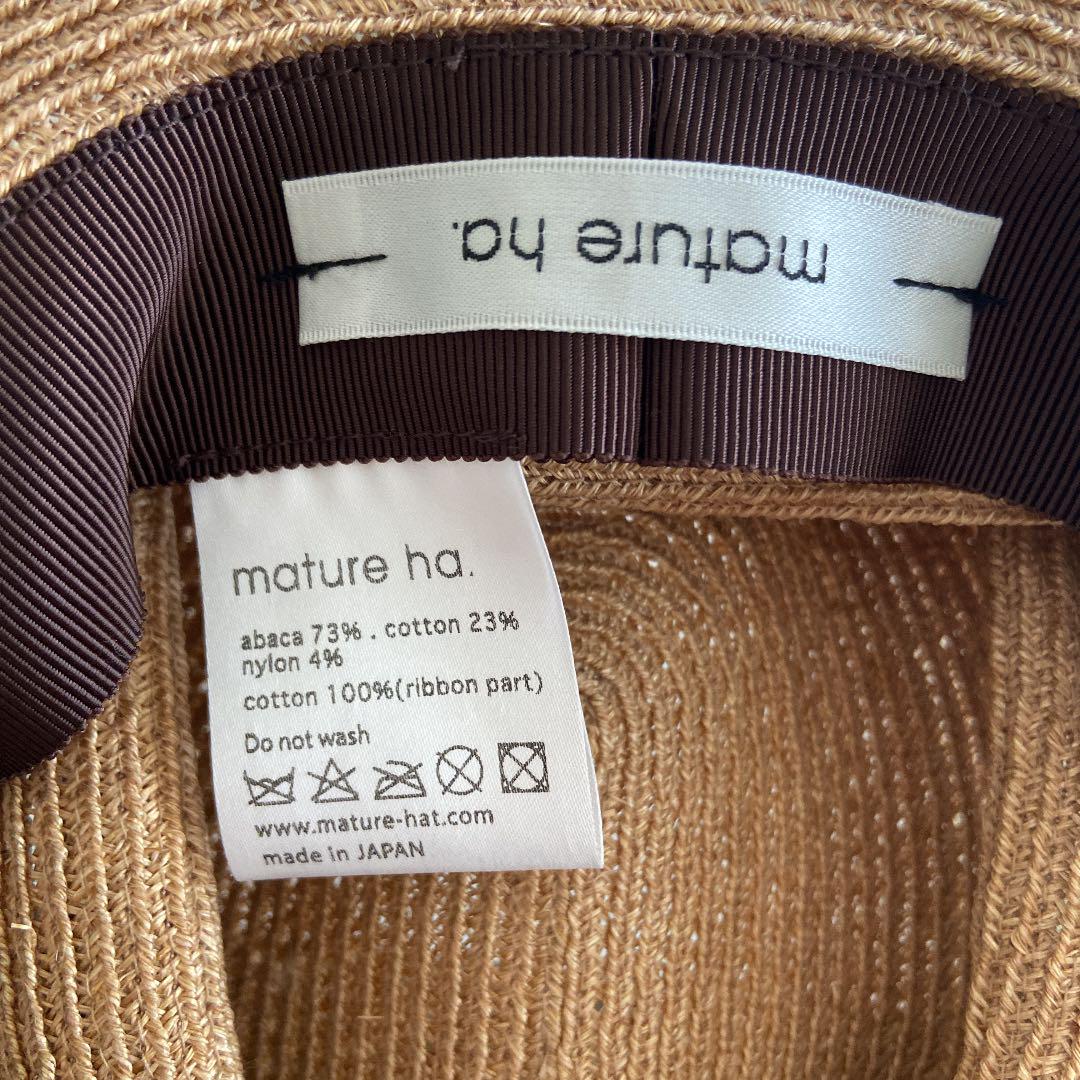 mature ha.
mature ha.
abaca 73% . cotton 23%
nylon 4%
cotton 100%(ribbon part)
Do not wash
www.mature-hat.com
made in JAPAN